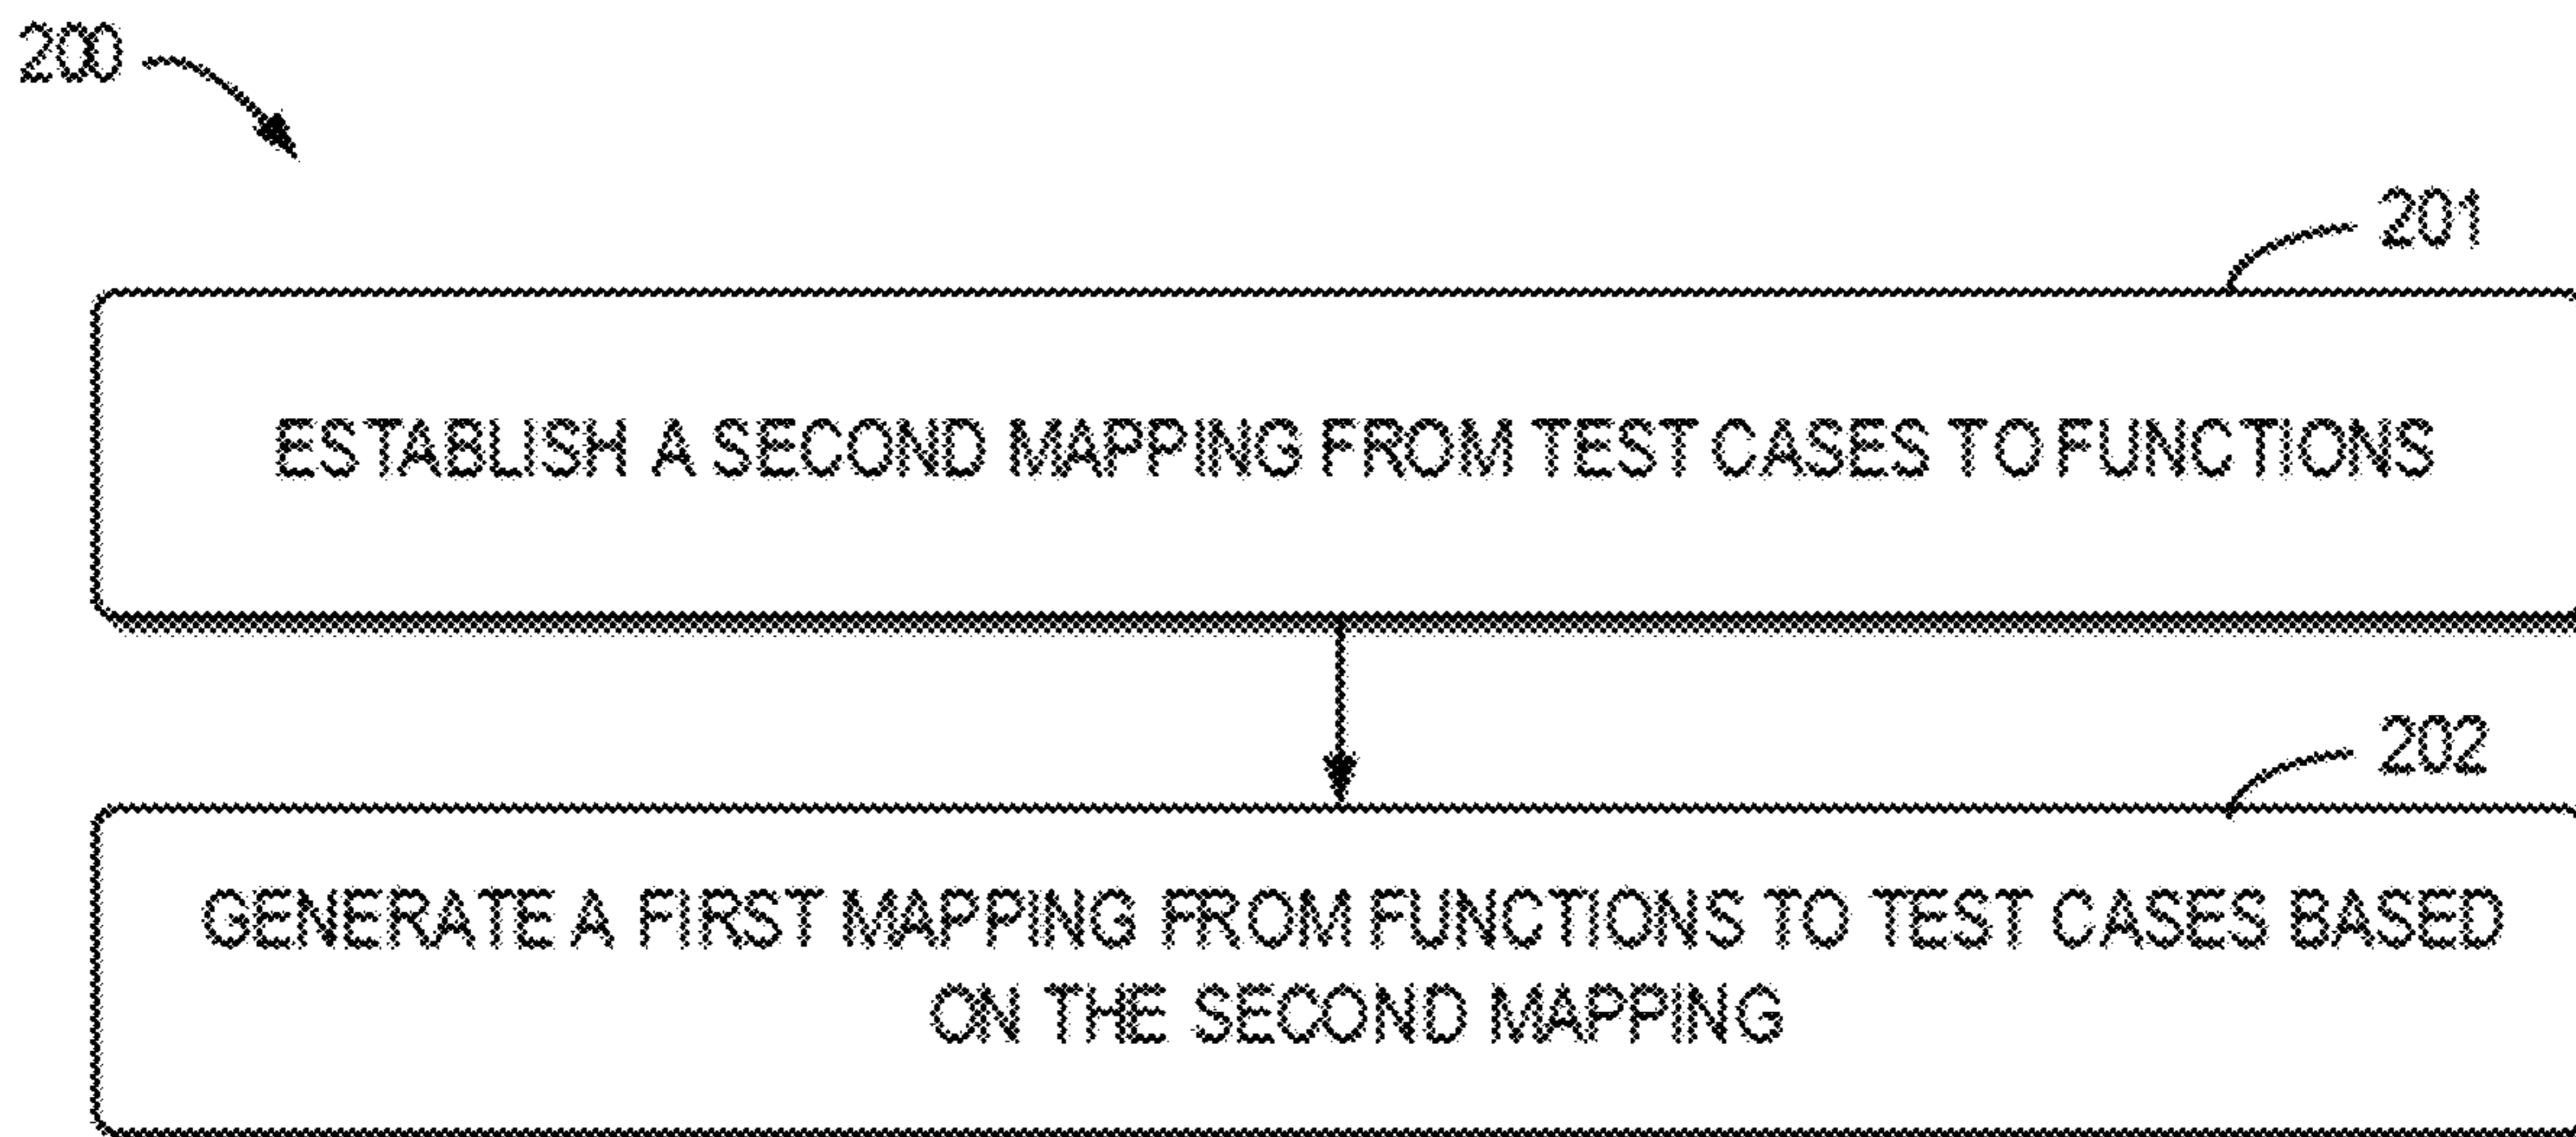 200
201
ESTABLISH A SECOND MAPPING FROM TEST CASES TO FUNCTIONS
202
GENERATE A FIRST MAPPING FROM FUNCTIONS TO TEST CASES BASED
ON THE SECOND MAPPING